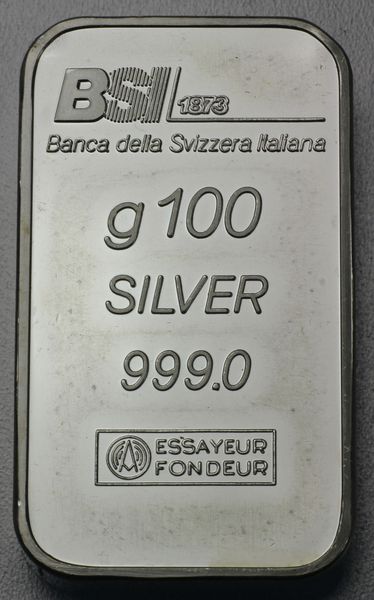 BSI 1873
Banca della Svizzera Italiana
g 100
SILVER
999.0
ESSAYEUR
FONDEUR